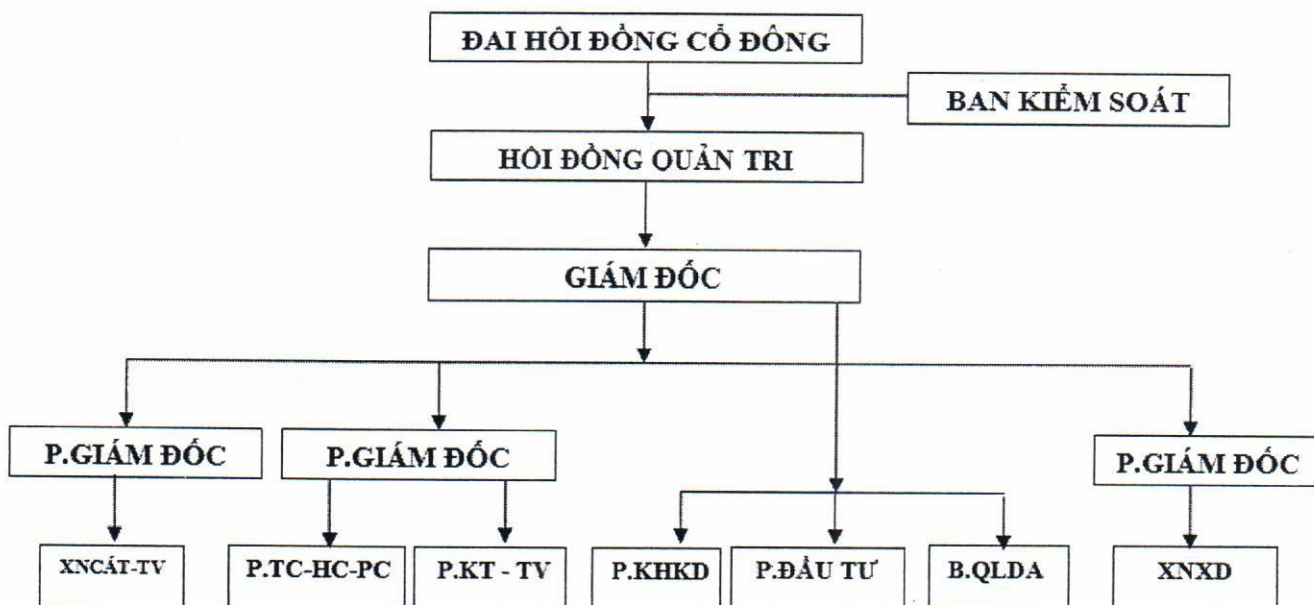 ĐAI HÔI ĐỒNG CỔ ĐÔNG
BAN KIỂM SOÁT
HÔI ĐỒNG QUẢN TRI
GIÁM ĐỐC
P.GIÁM ĐỐC
P.GIÁM ĐỐC
P.GIÁM ĐỐC
XNCÁT-TV
P.TC-HC-PC
P.KT - TV
P.KHKD
P.ĐẦU TƯ
B.QLDA
XNXD